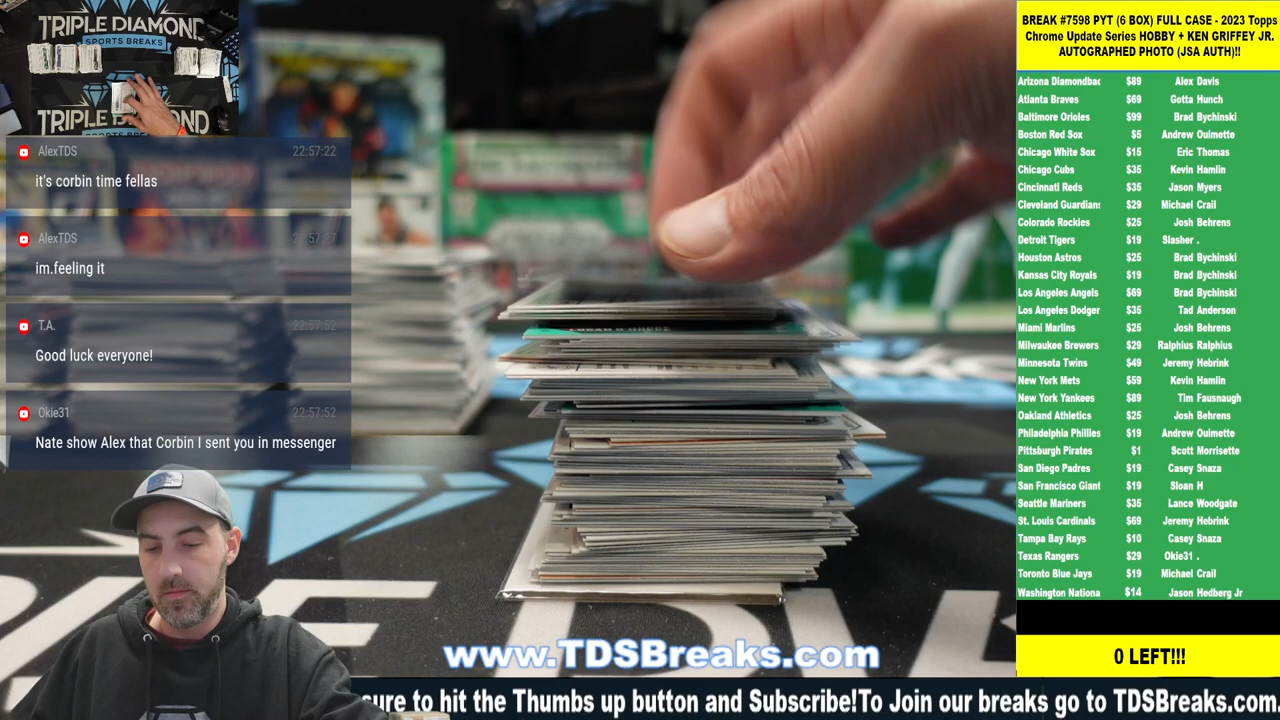 TRIPLE DIAMOND
SPORTS BREAKS
TRIPLE DIAMOND
SPORTS BREAKS
AlexTDS 22:57:22
it's corbin time fellas
AlexTDS
im.feeling it
T.A. 22:57:52
Good luck everyone!
Okie31 22:57:52
Nate show Alex that Corbin I sent you in messenger
www.TDSBreaks.com
sure to hit the Thumbs up button and Subscribe!To Join our breaks go to TDSBreaks.com.
BREAK #7598 PYT (6 BOX) FULL CASE - 2023 Topps
Chrome Update Series HOBBY + KEN GRIFFEY JR.
AUTOGRAPHED PHOTO (JSA AUTH)!!
Arizona Diamondbac $89 Alex Davis
Atlanta Braves $69 Gotta Hunch
Baltimore Orioles $99 Brad Bychinski
Boston Red Sox $5 Andrew Oulmette
Chicago White Sox $15 Eric Thomas
Chicago Cubs $35 Kevin Hamlin
Cincinnati Reds $35 Jason Myers
Cleveland Guardians $29 Michael Crail
Colorado Rockies $25 Josh Behrens
Detroit Tigers $19 Slasher .
Houston Astros $25 Brad Bychinski
Kansas City Royals $19 Brad Bychinski
Los Angeles Angels $69 Brad Bychinski
Los Angeles Dodger $35 Tad Anderson
Miami Marlins $25 Josh Behrens
Milwaukee Brewers $29 Ralphius Ralphius
Minnesota Twins $49 Jeremy Hebrink
New York Mets $59 Kevin Hamlin
New York Yankees $89 Tim Fausnaugh
Oakland Athletics $25 Josh Behrens
Philadelphia Phillies $19 Andrew Oulmette
Pittsburgh Pirates $1 Scott Morrisette
San Diego Padres $19 Casey Snaza
San Francisco Giant $19 Sloan H
Seattle Mariners $35 Lance Woodgate
St. Louis Cardinals $69 Jeremy Hebrink
Tampa Bay Rays $10 Casey Snaza
Texas Rangers $29 Okie31 .
Toronto Blue Jays $19 Michael Crail
Washington Nationa $14 Jason Hedberg Jr
0 LEFT!!!